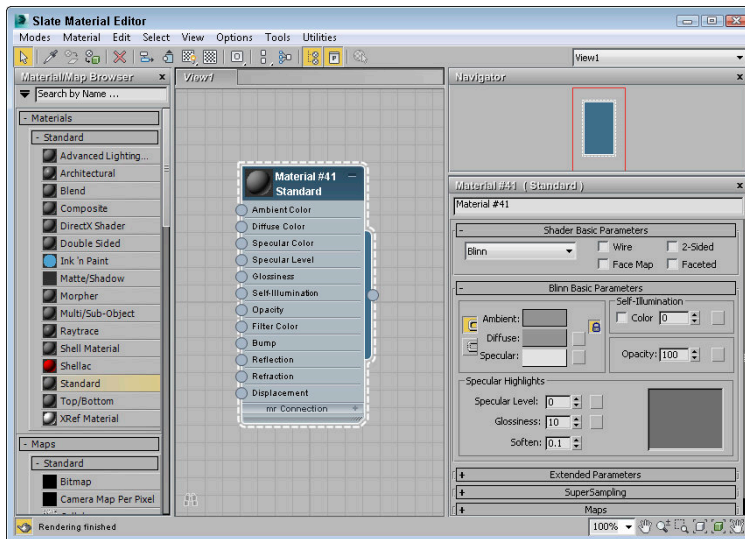 Slate Material Editor
Modes Material Edit Select View Options Tools Utilities
View1
Material/Map Browser x
Search by Name ...
- Materials
- Standard
Advanced Lighting...
Architectural
Blend
Composite
DirectX Shader
Double Sided
Ink 'n Paint
Matte/Shadow
Morpher
Multi/Sub-Object
Raytrace
Shell Material
Shellac
Standard
Top/Bottom
XRef Material
- Maps
- Standard
Bitmap
Camera Map Per Pixel
View1
Material #41
Standard
Ambient Color
Diffuse Color
Specular Color
Specular Level
Glossiness
Self-Illumination
Opacity
Filter Color
Bump
Reflection
Refraction
Displacement
mr Connection +
Navigator x
Material #41 ( Standard ) x
Material #41
- Shader Basic Parameters
Blinn
Wire 2-Sided
Face Map Faceted
- Blinn Basic Parameters
Self-Illumination
Ambient:
Color 0
Diffuse:
Specular:
Opacity: 100
Specular Highlights
Specular Level: 0
Glossiness: 10
Soften: 0.1
+ Extended Parameters
+ SuperSampling
+ Maps
Rendering finished
100%